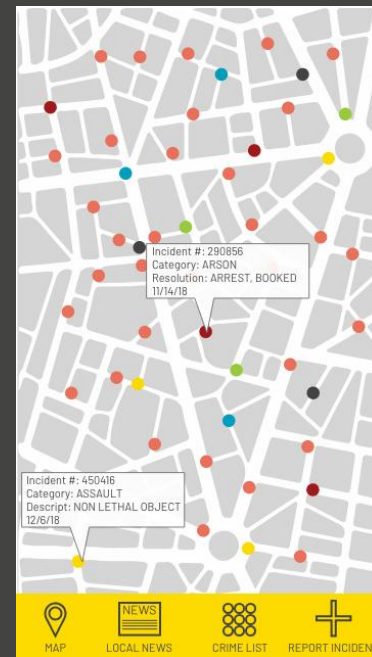 Incident #: 290856
Category: ARSON
Resolution: ARREST, BOOKED
11/14/18
Incident #: 450416
Category: ASSAULT
Descript: NON LETHAL OBJECT
12/6/18
NEWS
MAP
LOCAL NEWS
CRIME LIST
REPORT INCIDEN